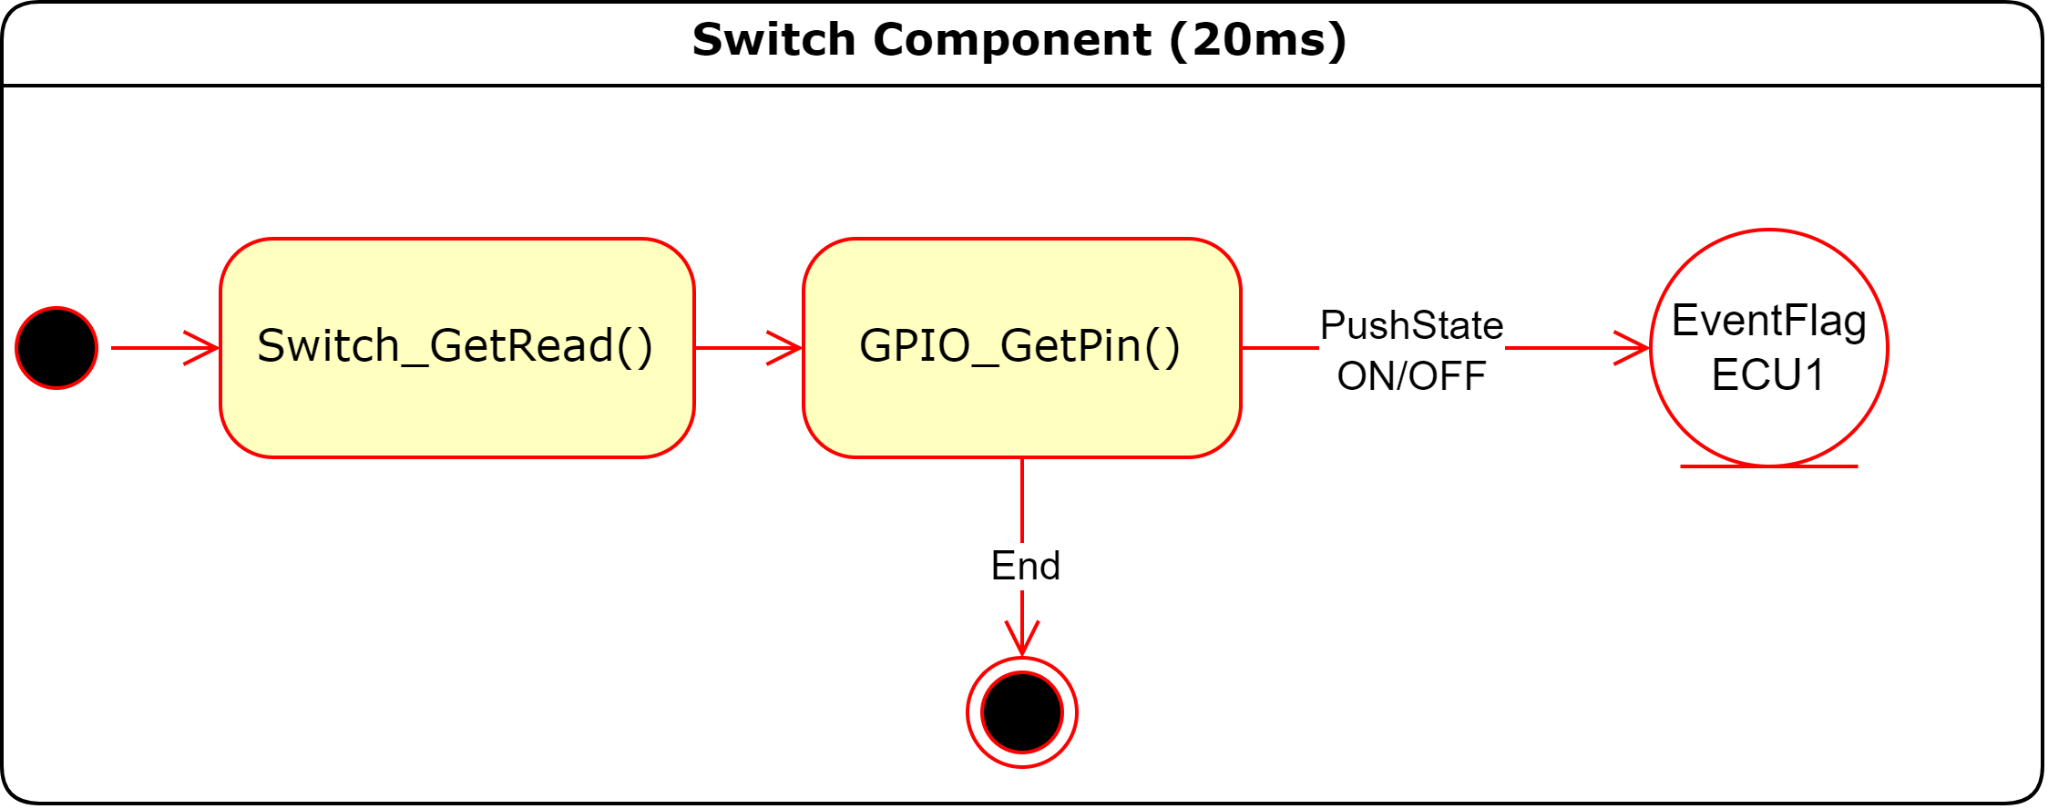 Switch Component (20ms)
Switch_GetRead()
GPIO_GetPin()
PushState
ON/OFF
EventFlag
ECU1
End